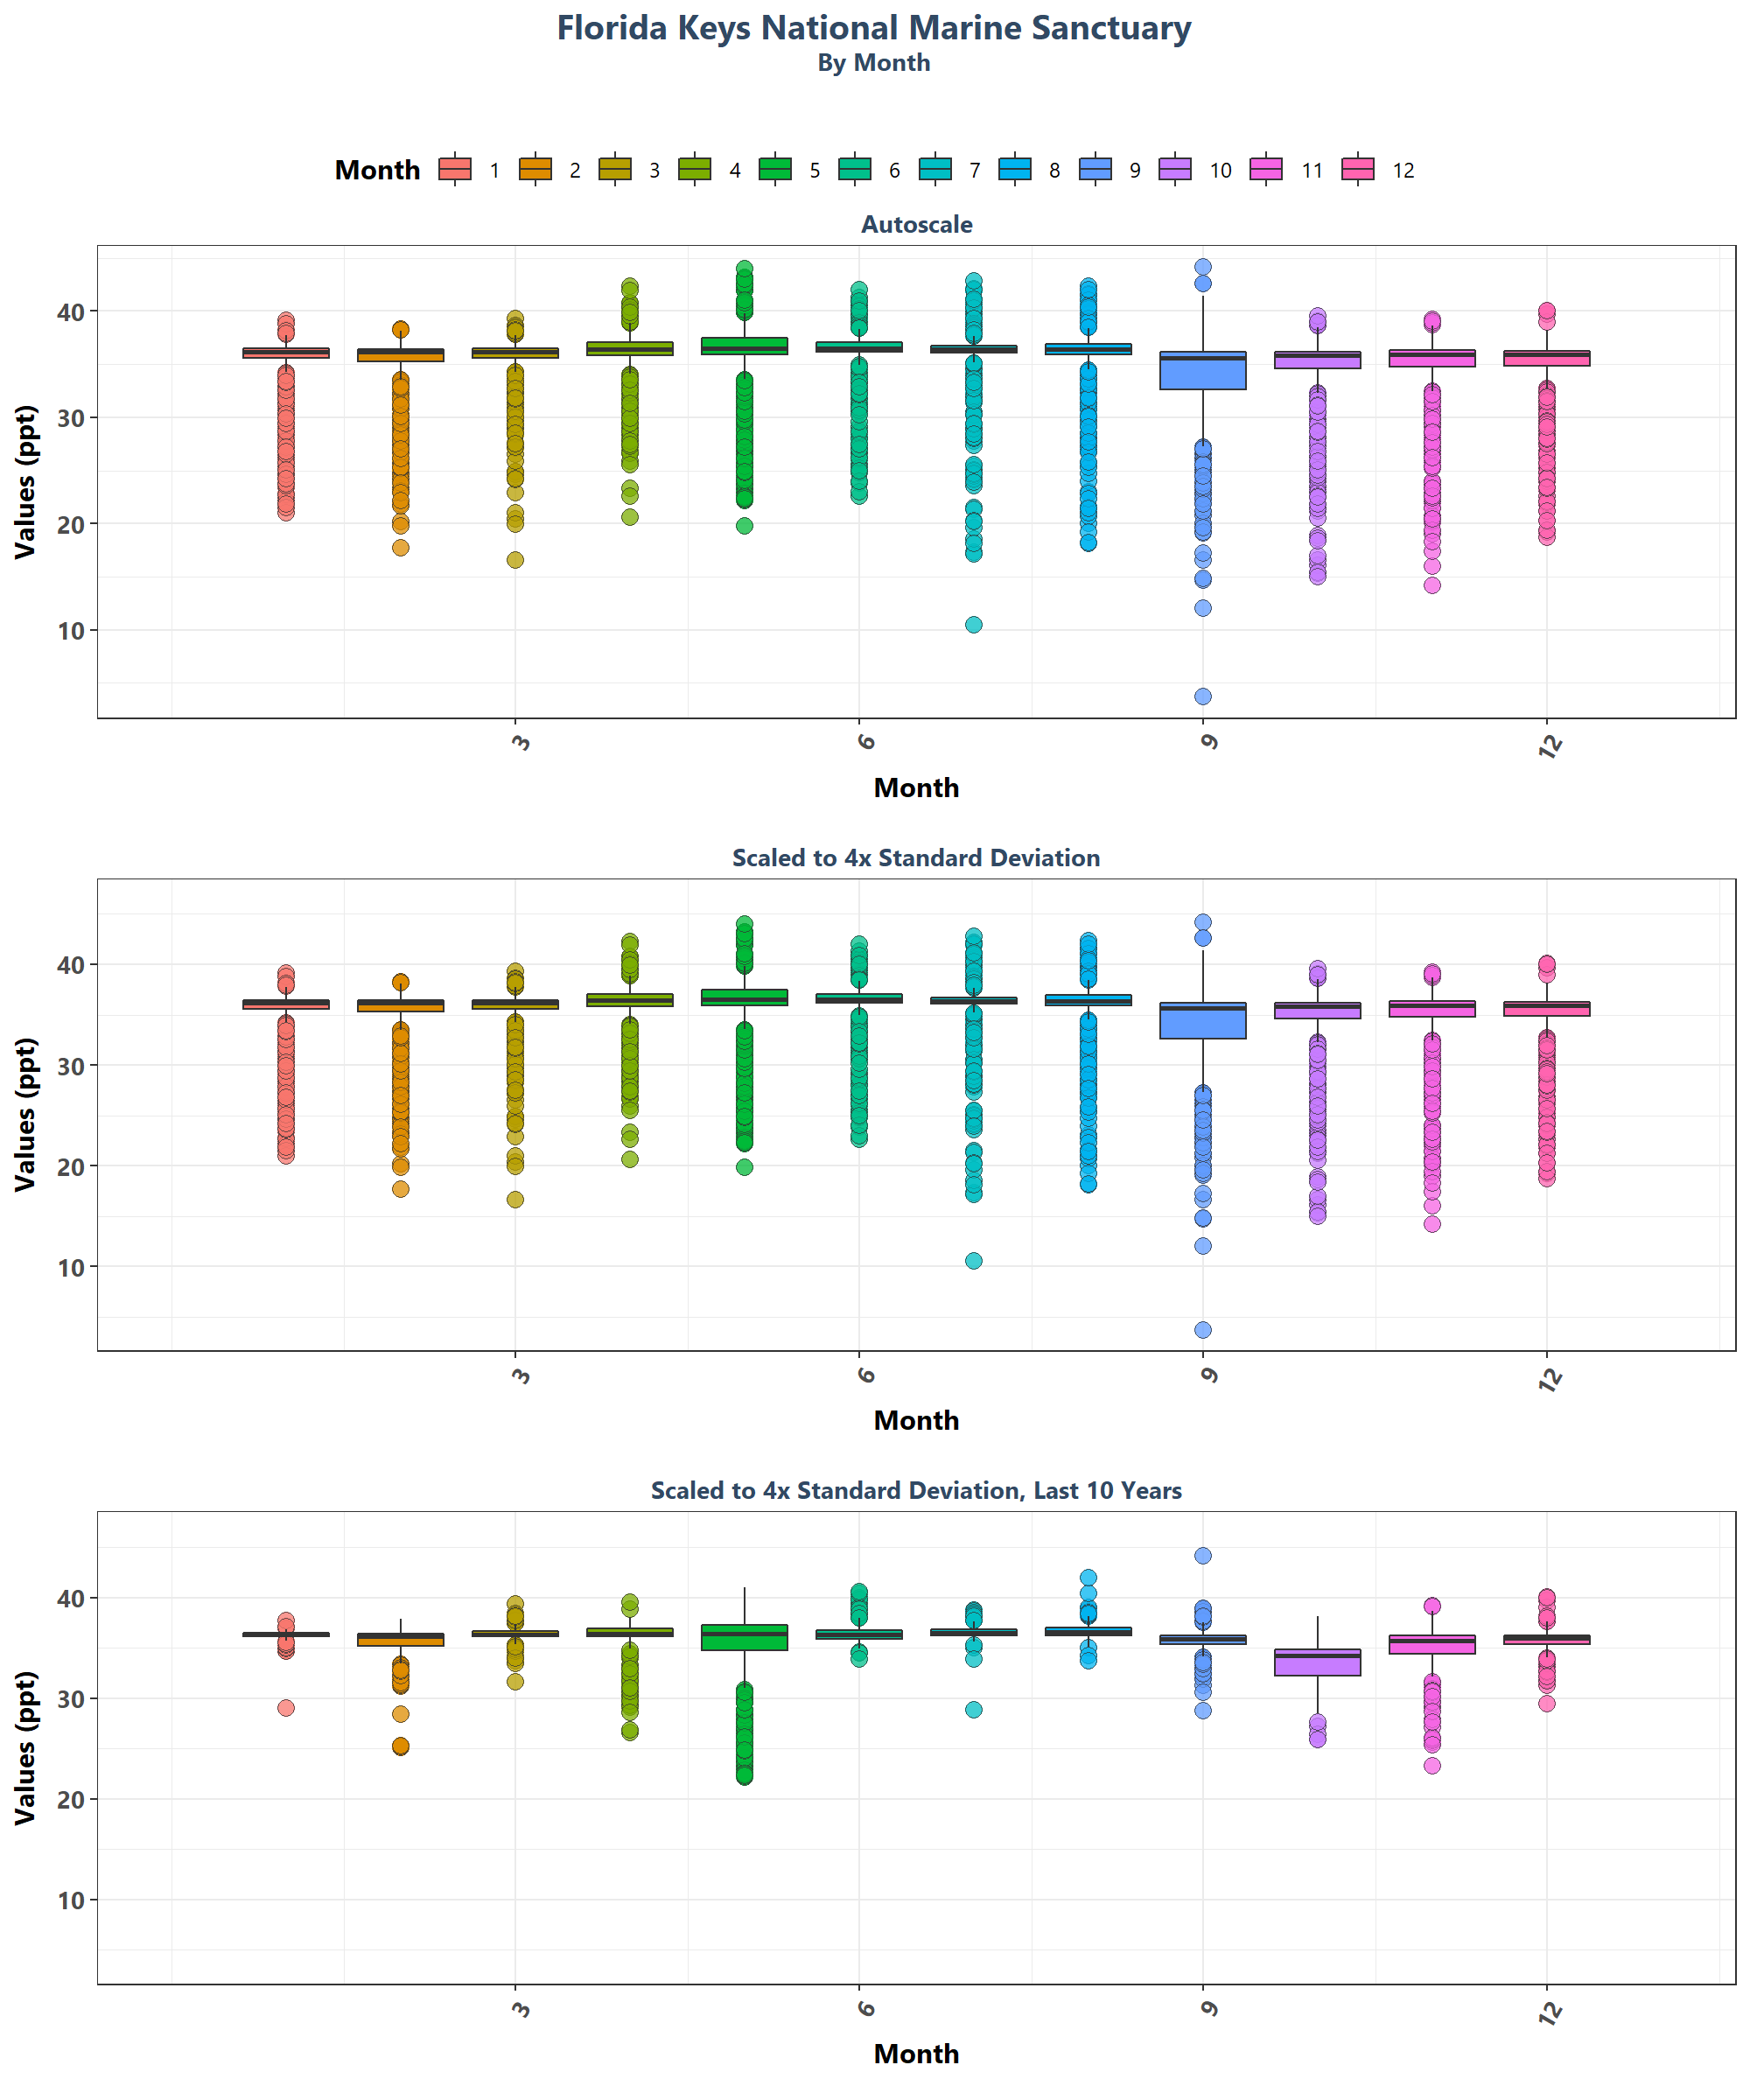 Florida Keys National Marine Sanctuary
By Month
Month 1 2 3 4 5 6 7 8 9 10 11 12
Autoscale
Values (ppt)
40
30
20
10
3 6 9 12
Month
Scaled to 4x Standard Deviation
Values (ppt)
40
30
20
10
3 6 9 12
Month
Scaled to 4x Standard Deviation, Last 10 Years
Values (ppt)
40
30
20
10
3 6 9 12
Month